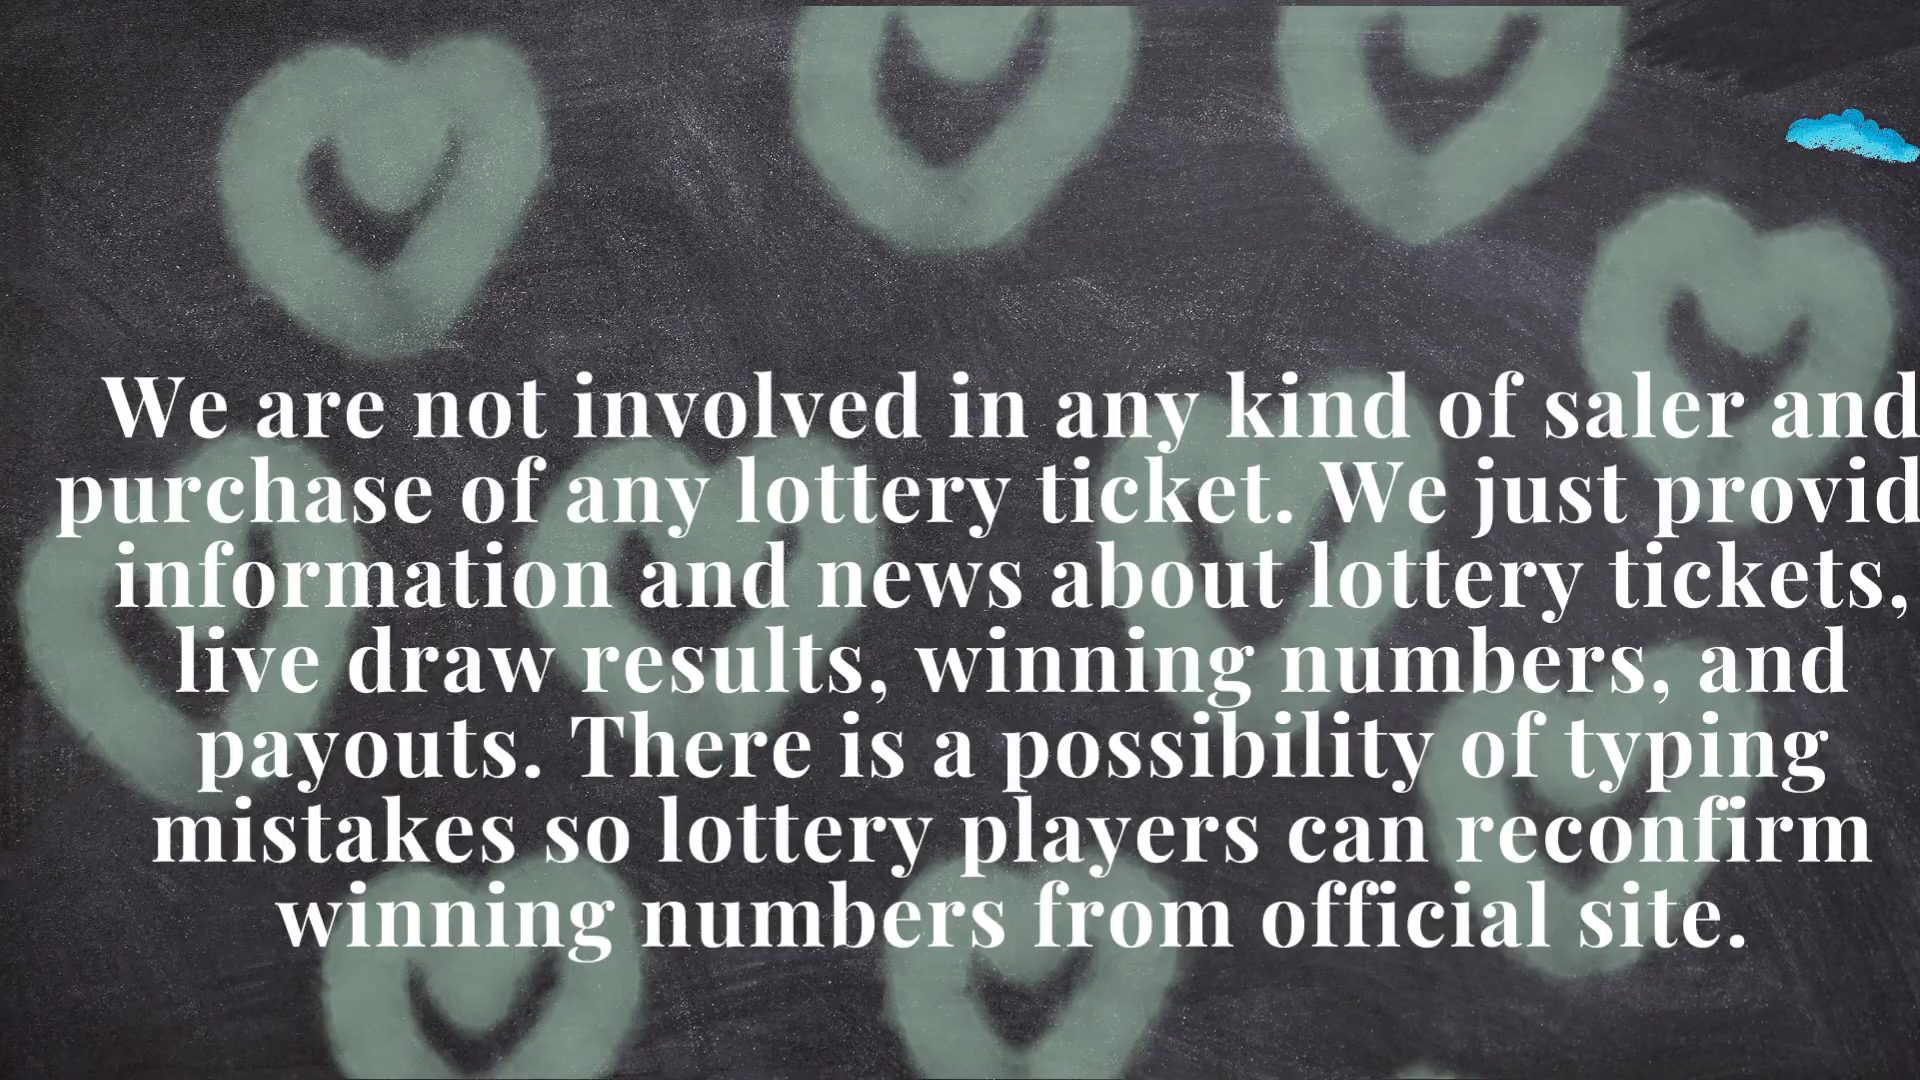 We are not involved in any kind of saler and
purchase of any lottery ticket. We just provid
information and news about lottery tickets,
live draw results, winning numbers, and
payouts. There is a possibility of typing
mistakes so lottery players can reconfirm
winning numbers from official site.